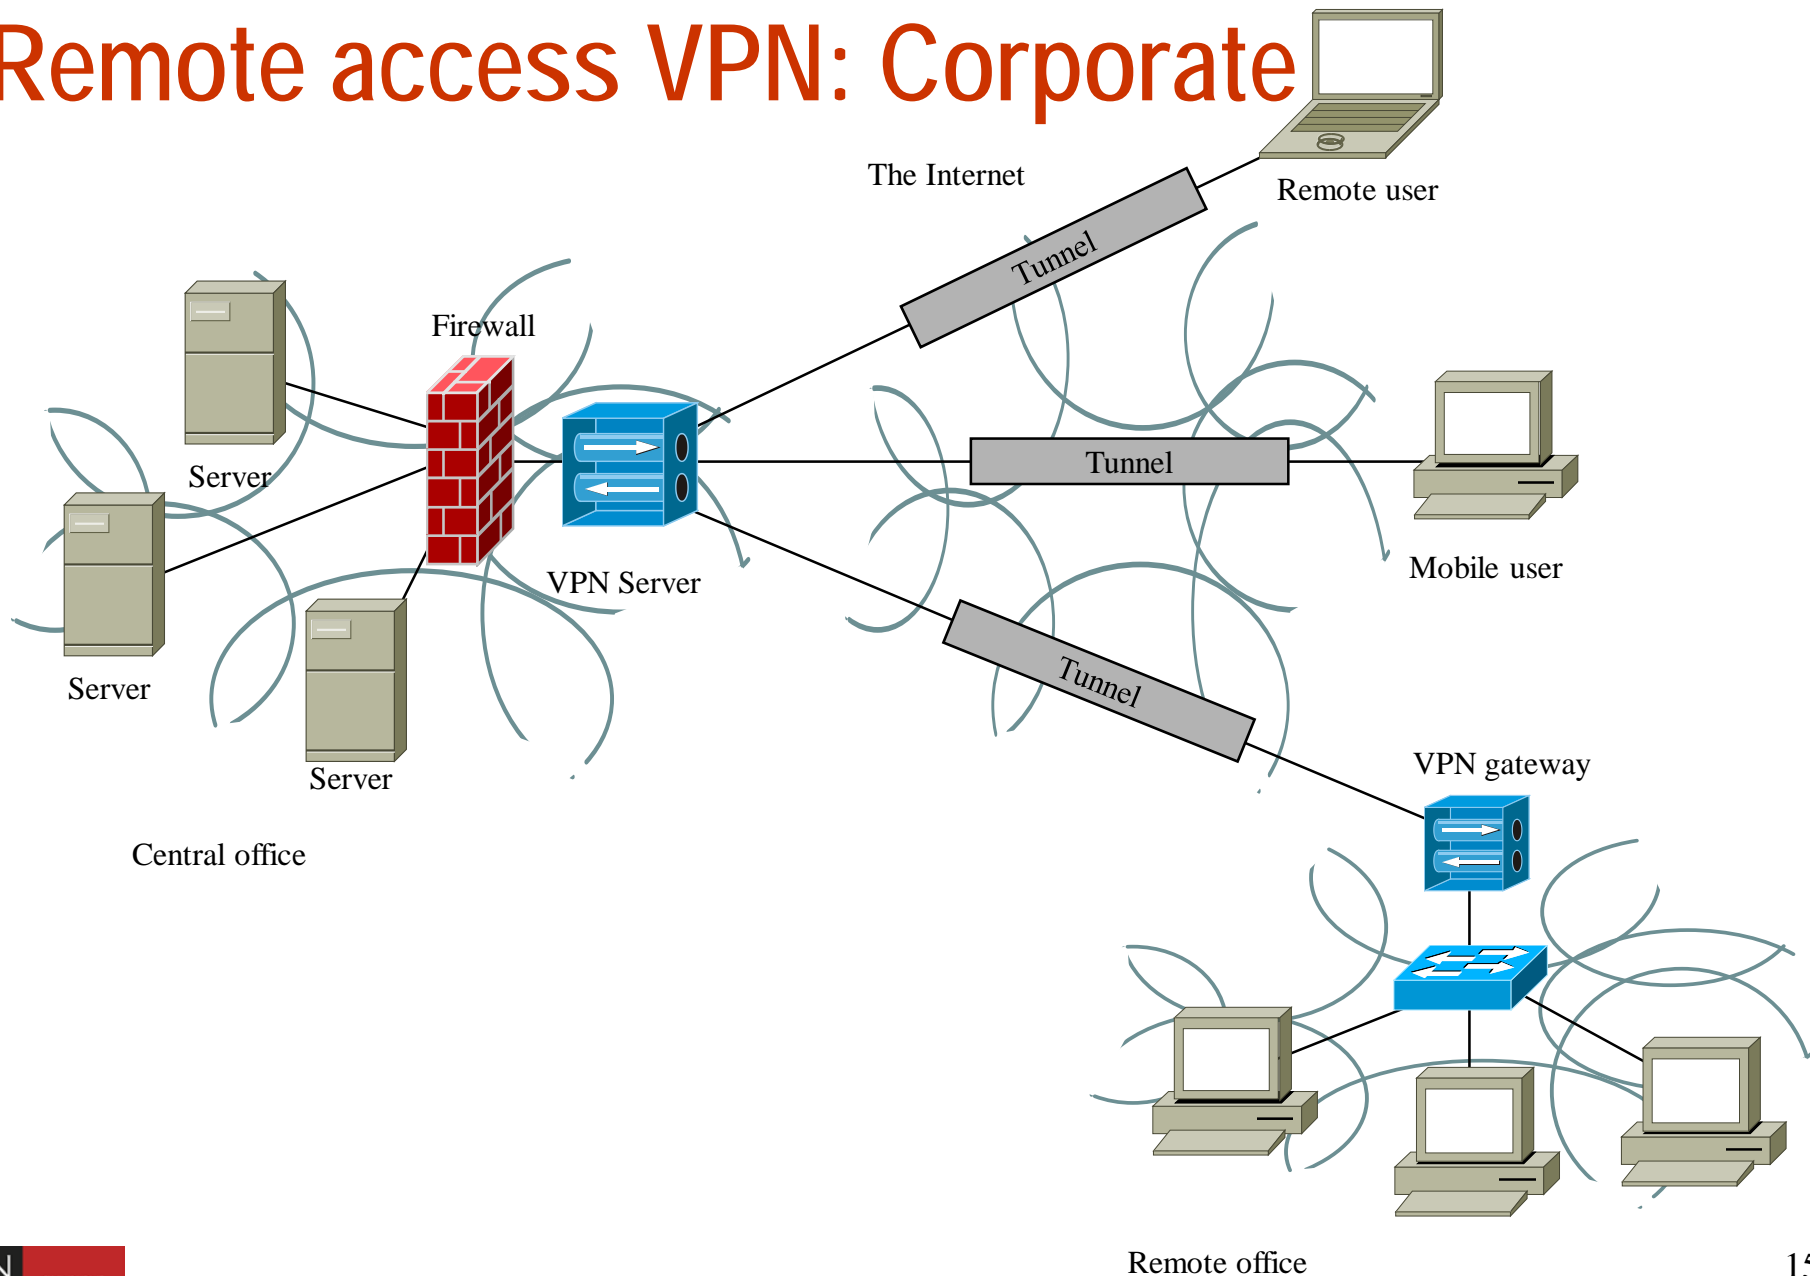 Remote access VPN: Corporate
The Internet
Remote user
Tunnel
Firewall
Server
Tunnel
VPN Server
Mobile user
Server
Tunnel
Server
VPN gateway
Central office
Remote office